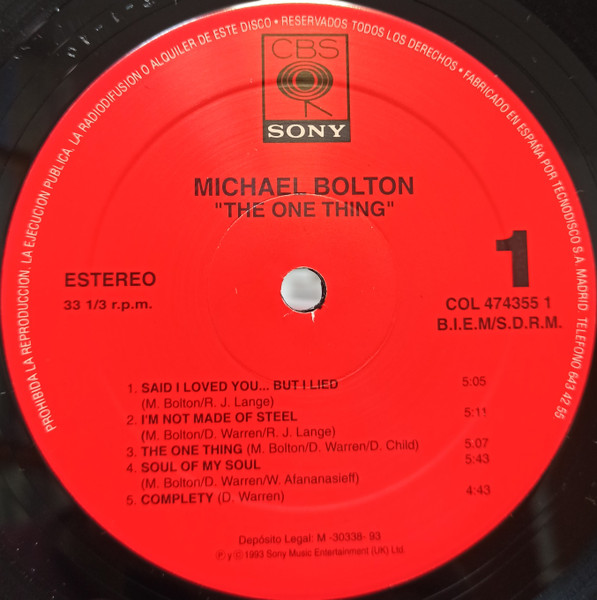 PROHIBIDA LA REPRODUCCION. LA EJECUCION PUBLICA, LA RADIODIFUSION O ALQUILER DE ESTE DISCO • RESERVADOS TODOS LOS DERECHOS • FABRICADO EN ESPAÑA POR TECNODISCO S A MADRID. TELEFONO 643 42 55
CBS
SONY
MICHAEL BOLTON
"THE ONE THING"
1
ESTEREO
33 1/3 r.p.m.
COL 474355 1
B.I.E.M/S.D.R.M.
1. SAID I LOVED YOU... BUT I LIED 5:05
(M. Bolton/R. J. Lange)
2. I'M NOT MADE OF STEEL 5:11
(M. Bolton/D. Warren/R. J. Lange)
3. THE ONE THING (M. Bolton/D. Warren/D. Child) 5.07
4. SOUL OF MY SOUL 5:43
(M. Bolton/D. Warren/W. Afananasieff)
5. COMPLETY (D. Warren) 4:43
Depósito Legal: M -30338- 93
Ⓟ y © 1993 Sony Music Entertainment (UK) Ltd.